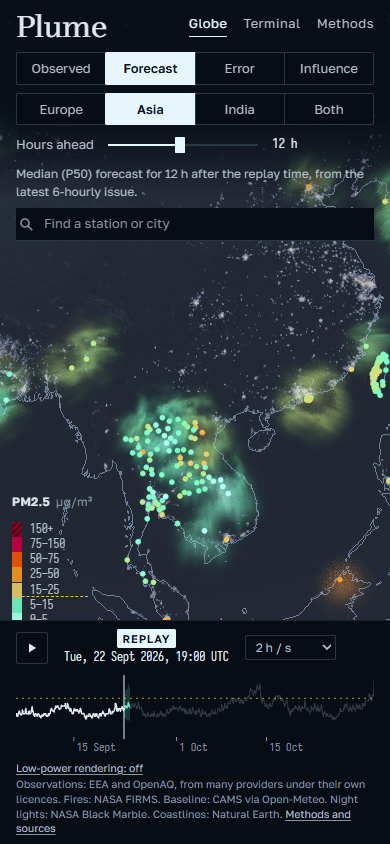 Plume
Globe Terminal Methods
Observed Forecast Error Influence
Europe Asia India Both
Hours ahead 12 h
Median (P50) forecast for 12 h after the replay time, from the
latest 6-hourly issue.
Find a station or city
PM2.5 µg/m³
150+
75–150
50–75
25–50
15–25
5–15
0–5
REPLAY
Tue, 22 Sept 2026, 19:00 UTC
2 h / s
15 Sept 1 Oct 15 Oct
Low-power rendering: off
Observations: EEA and OpenAQ, from many providers under their own
licences. Fires: NASA FIRMS. Baseline: CAMS via Open-Meteo. Night
lights: NASA Black Marble. Coastlines: Natural Earth. Methods and
sources